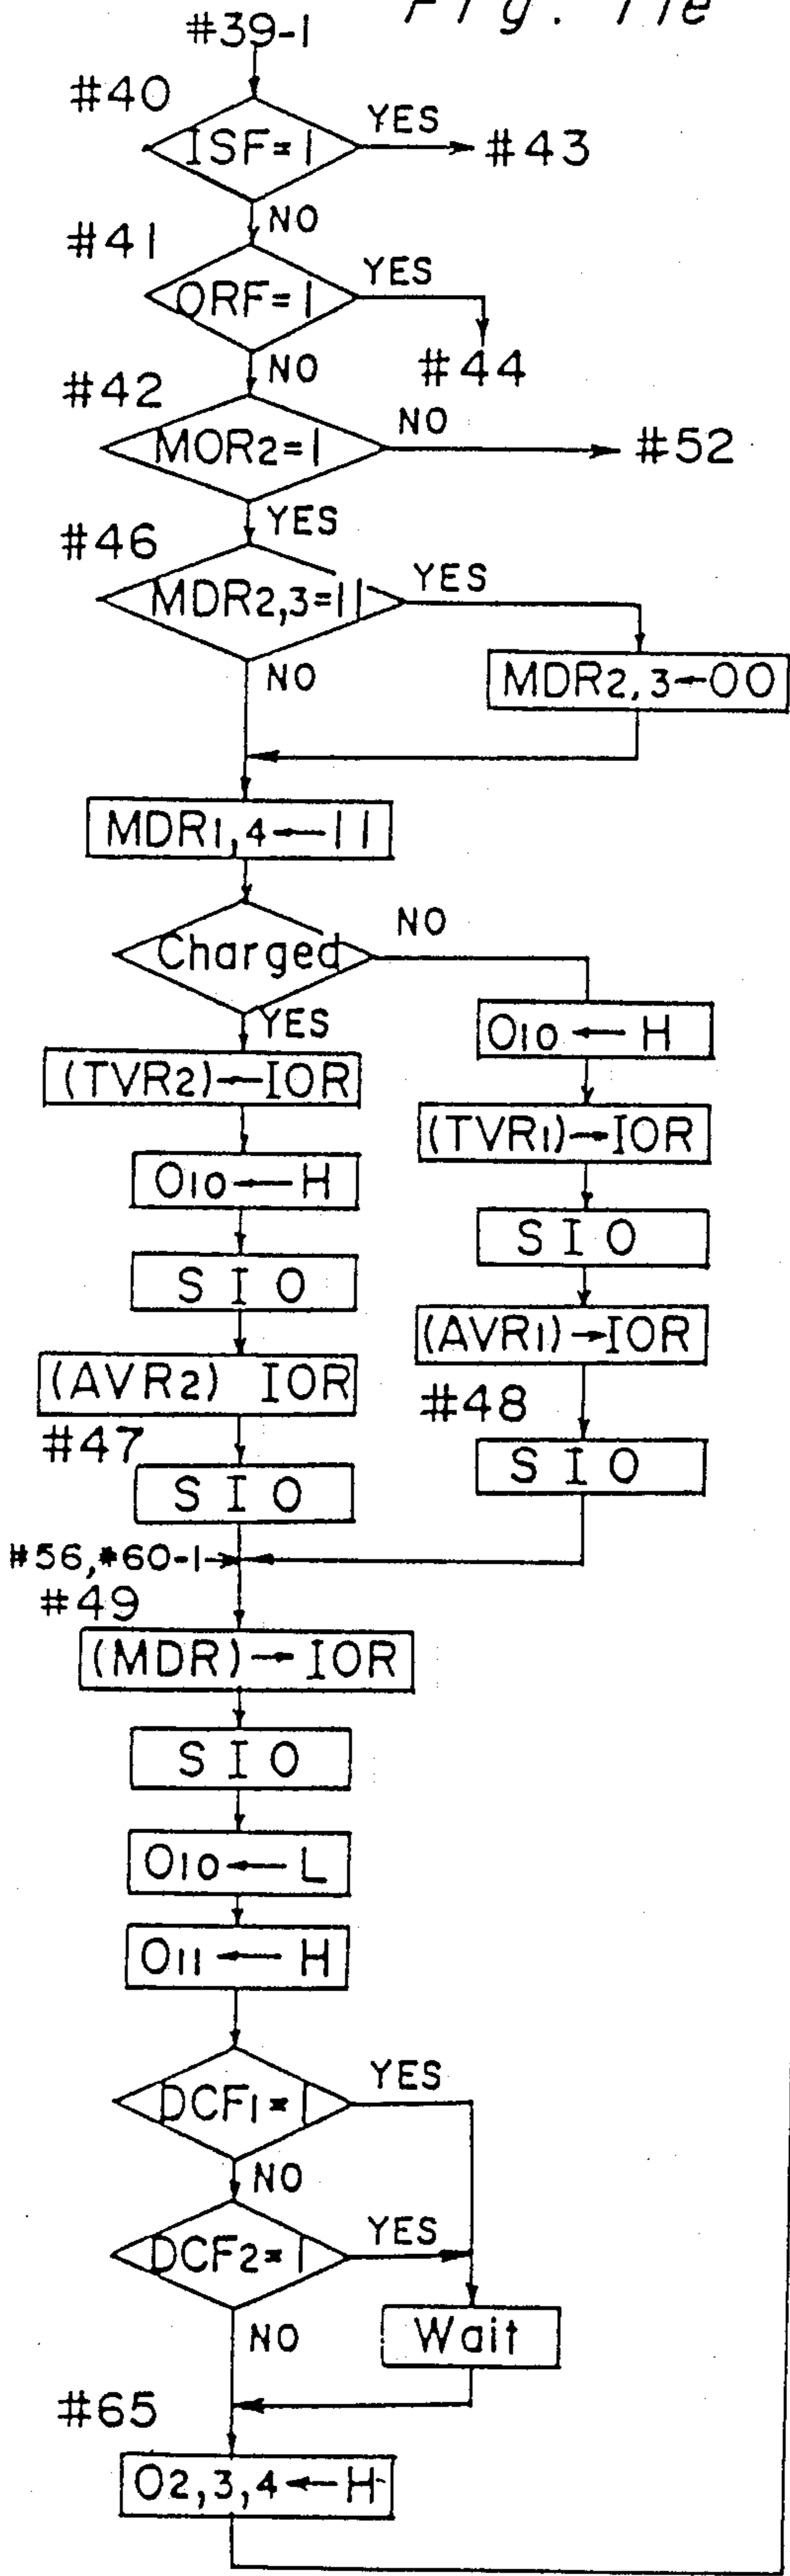 Fig. 11e
#39-1
#40
ISF=1
YES
#43
NO
#41
ORF=1
YES
#44
NO
#42
MOR2=1
NO
#52
YES
#46
MDR2,3=11
YES
MDR2,3←00
NO
MDR1,4←11
Charged
NO
YES
O10←H
(TVR2)←IOR
(TVR1)→IOR
O10←H
SIO
SIO
(AVR1)→IOR
(AVR2) IOR
#48
#47
SIO
SIO
#56,#60-1
#49
(MDR)→IOR
SIO
O10←L
O11←H
DCF1=1
YES
NO
DCF2=1
YES
NO
Wait
#65
O2,3,4←H